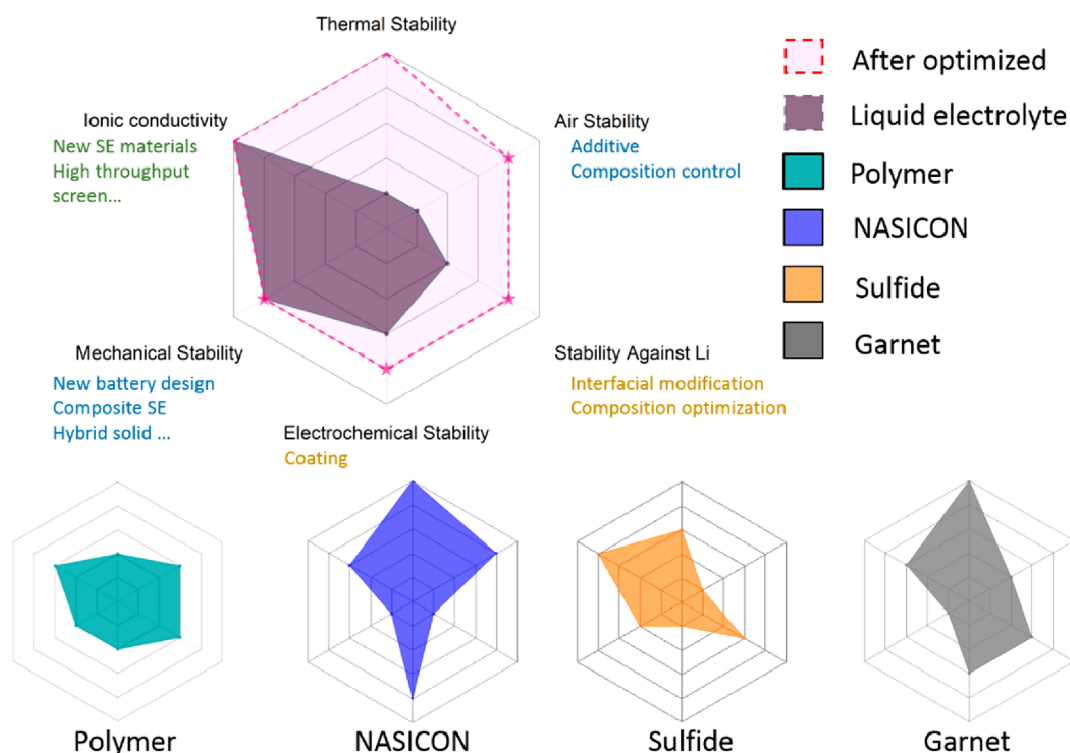 Thermal Stability
Ionic conductivity
New SE materials
High throughput
screen...
Air Stability
Additive
Composition control
Mechanical Stability
New battery design
Composite SE
Hybrid solid ...
Stability Against Li
Interfacial modification
Composition optimization
Electrochemical Stability
Coating
After optimized
Liquid electrolyte
Polymer
NASICON
Sulfide
Garnet
Polymer
NASICON
Sulfide
Garnet